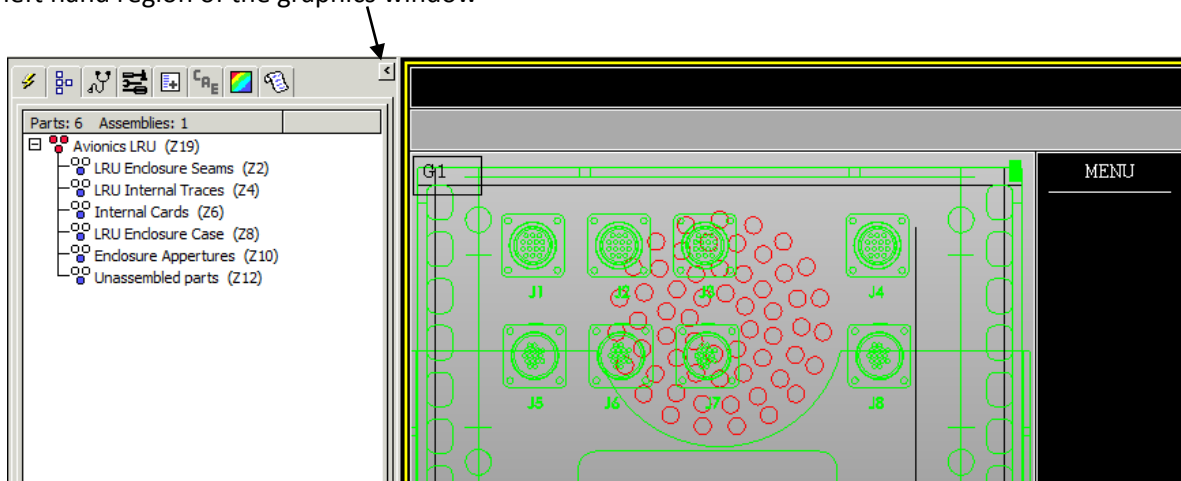 left hand region of the graphics window
CAE
Parts: 6 Assemblies: 1
Avionics LRU (Z19)
LRU Enclosure Seams (Z2)
LRU Internal Traces (Z4)
Internal Cards (Z6)
LRU Enclosure Case (Z8)
Enclosure Appertures (Z10)
Unassembled parts (Z12)
G1
MENU
J1 J2 J3 J4
J5 J6 J7 J8